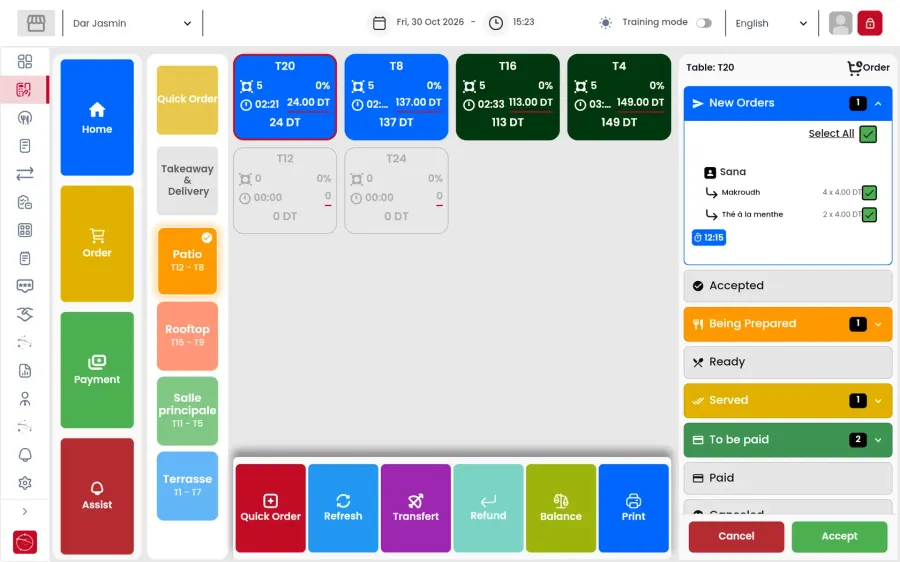 Dar Jasmin
Fri, 30 Oct 2026 - 15:23
Training mode
English
Home
Order
Payment
Assist
Quick Order
Takeaway
&
Delivery
Patio
T12 - T8
Rooftop
T15 - T9
Salle
principale
T11 - T5
Terrasse
T1 - T7
T20
5 0%
02:21 24.00 DT
24 DT
T8
5 0%
02:... 137.00 DT
137 DT
T16
5 0%
02:33 113.00 DT
113 DT
T4
5 0%
03:... 149.00 DT
149 DT
T12
0 0%
00:00 0
0 DT
T24
0 0%
00:00 0
0 DT
Quick Order
Refresh
Transfert
Refund
Balance
Print
Table: T20
Order
New Orders 1
Select All
Sana
Makroudh 4 x 4.00 DT
Thé à la menthe 2 x 4.00 DT
12:15
Accepted
Being Prepared 1
Ready
Served 1
To be paid 2
Paid
Canceled
Cancel
Accept